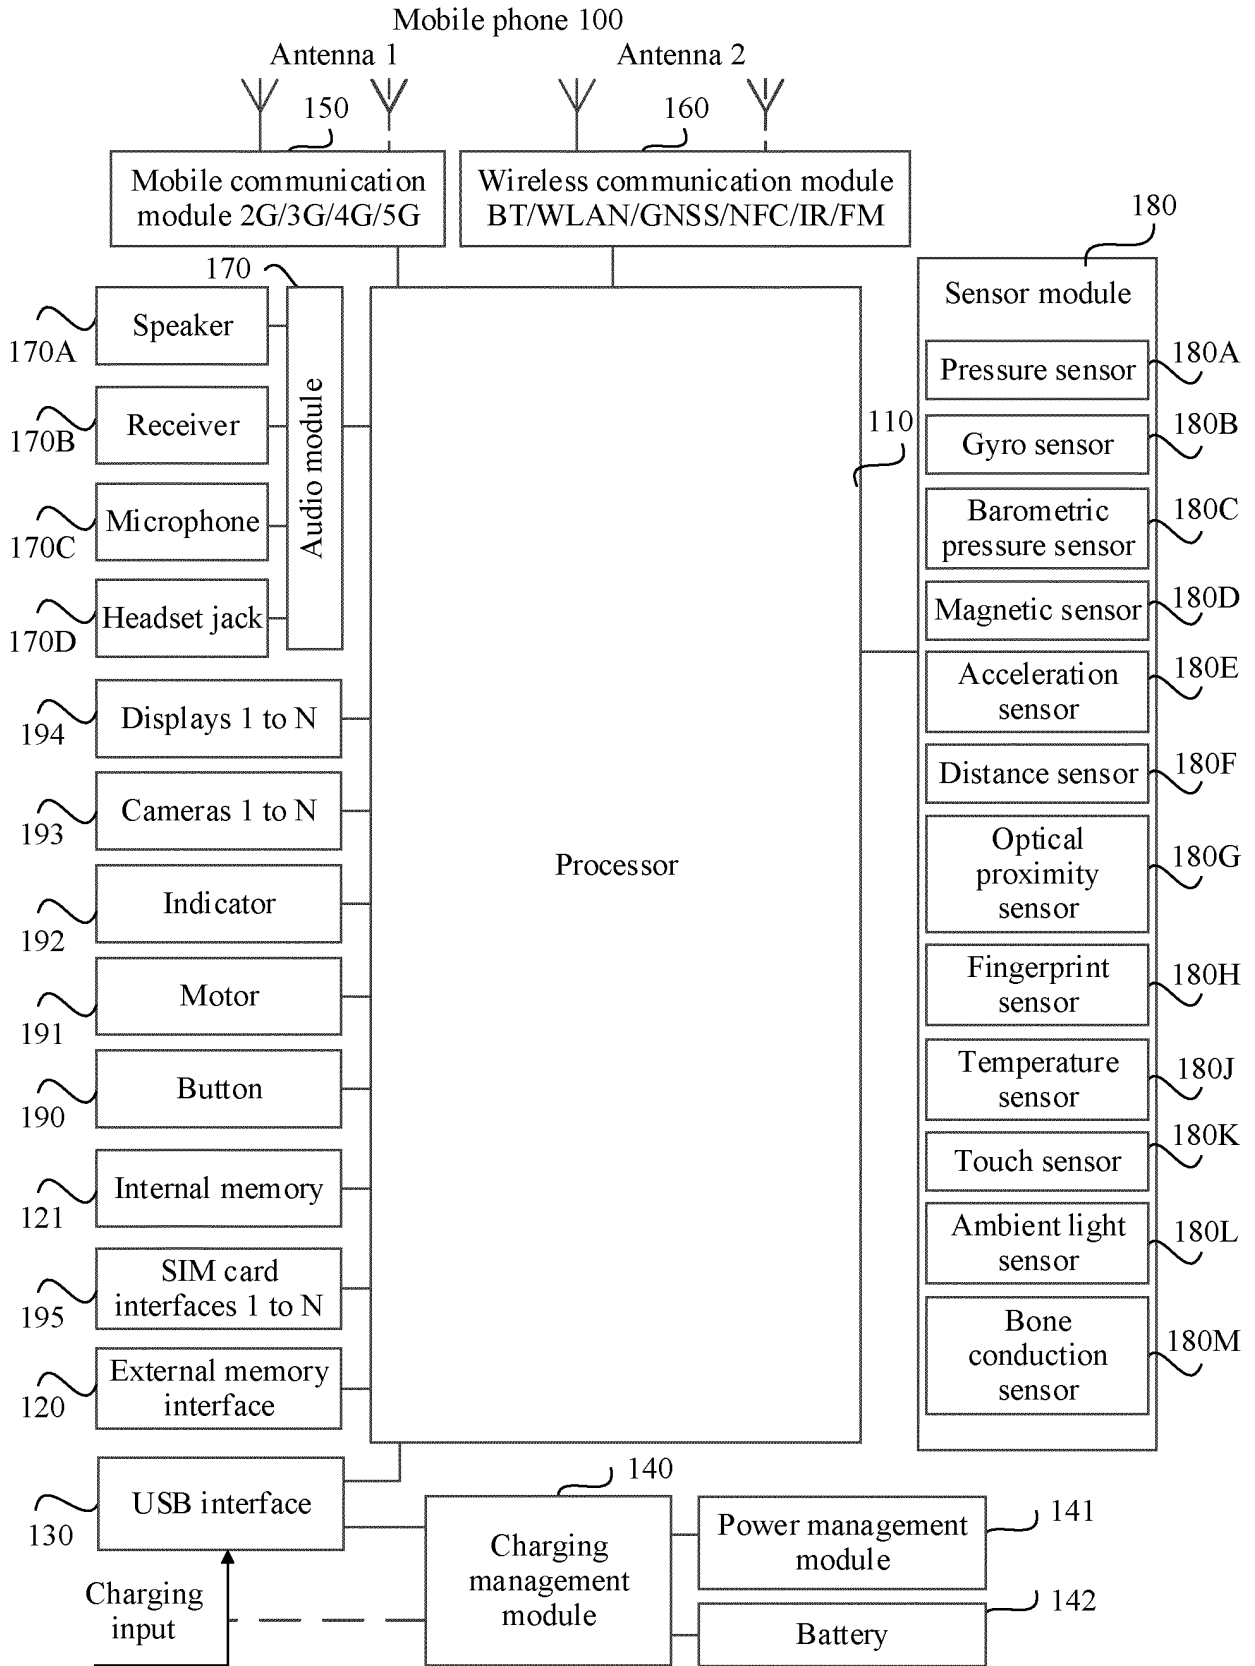 Mobile phone 100
Antenna 1
Antenna 2
150
160
Mobile communication
module 2G/3G/4G/5G
Wireless communication module
BT/WLAN/GNSS/NFC/IR/FM
170
Speaker
170A
Receiver
170B
Microphone
170C
Headset jack
170D
Audio module
Displays 1 to N
194
Cameras 1 to N
193
Indicator
192
Motor
191
Button
190
Internal memory
121
SIM card
interfaces 1 to N
195
External memory
interface
120
Processor
110
180
Sensor module
Pressure sensor
180A
Gyro sensor
180B
Barometric
pressure sensor
180C
Magnetic sensor
180D
Acceleration
sensor
180E
Distance sensor
180F
Optical
proximity
sensor
180G
Fingerprint
sensor
180H
Temperature
sensor
180J
Touch sensor
180K
Ambient light
sensor
180L
Bone
conduction
sensor
180M
USB interface
130
Charging
input
140
Charging
management
module
Power management
module
141
Battery
142